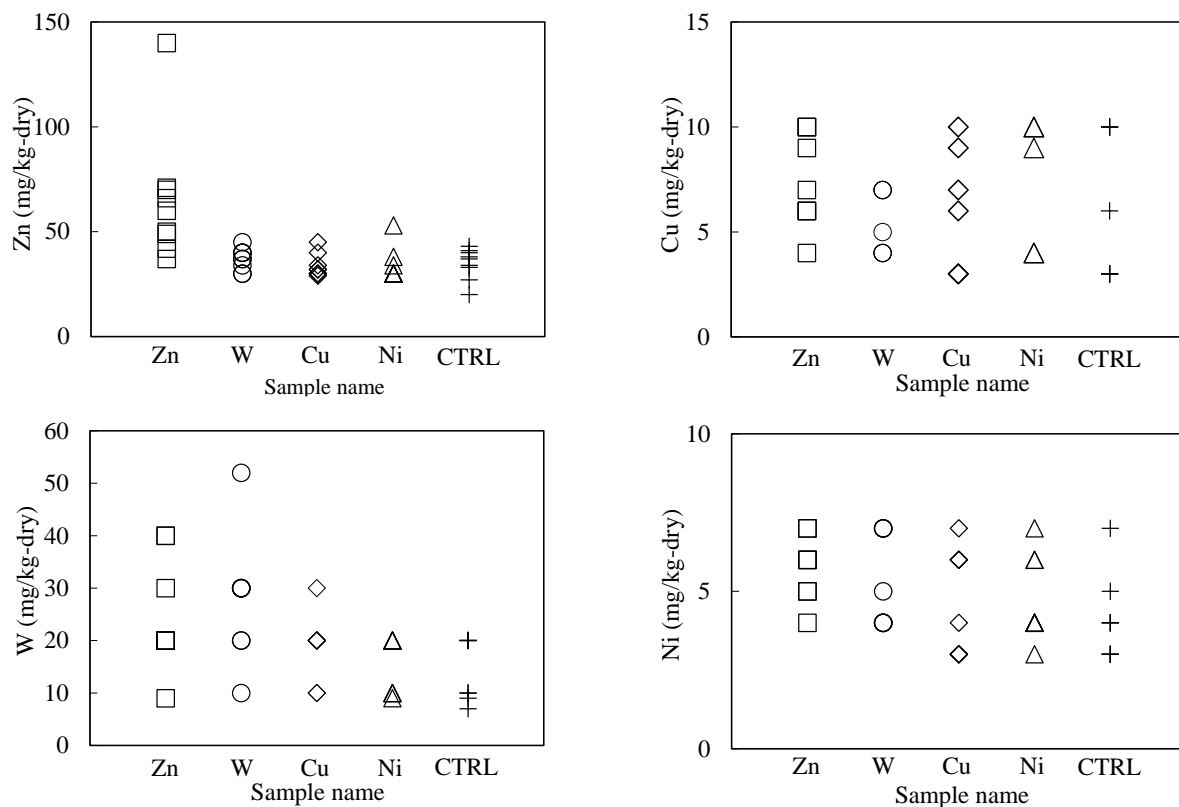 Zn (mg/kg-dry)
150
100
50
0
Zn W Cu Ni CTRL
Sample name
Cu (mg/kg-dry)
15
10
5
0
Zn W Cu Ni CTRL
Sample name
W (mg/kg-dry)
60
50
40
30
20
10
0
Zn W Cu Ni CTRL
Sample name
Ni (mg/kg-dry)
10
5
0
Zn W Cu Ni CTRL
Sample name